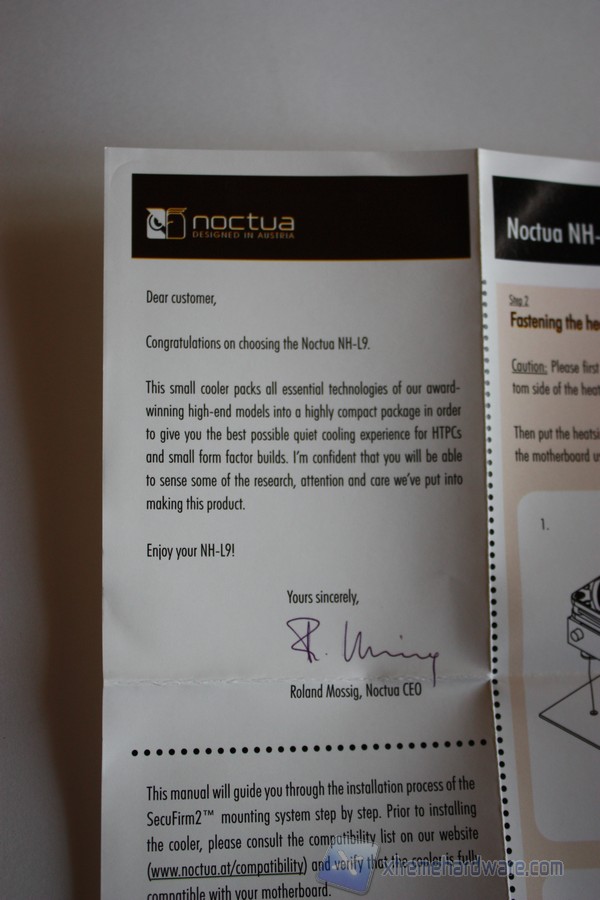 noctua
DESIGNED IN AUSTRIA
Dear customer,
Congratulations on choosing the Noctua NH-L9.
This small cooler packs all essential technologies of our award-
winning high-end models into a highly compact package in order
to give you the best possible quiet cooling experience for HTPCs
and small form factor builds. I'm confident that you will be able
to sense some of the research, attention and care we've put into
making this product.
Enjoy your NH-L9!
Yours sincerely,
Roland Mossig, Noctua CEO
This manual will guide you through the installation process of the
SecuFirm2™ mounting system step by step. Prior to installing
the cooler, please consult the compatibility list on our website
(www.noctua.at/compatibility) and verify that the cooler is fully
compatible with your motherboard.
Noctua NH-
Step 2
Fastening the he
Caution: Please first
tom side of the heat
Then put the heatsi
the motherboard u
1.
xtremehardware.com